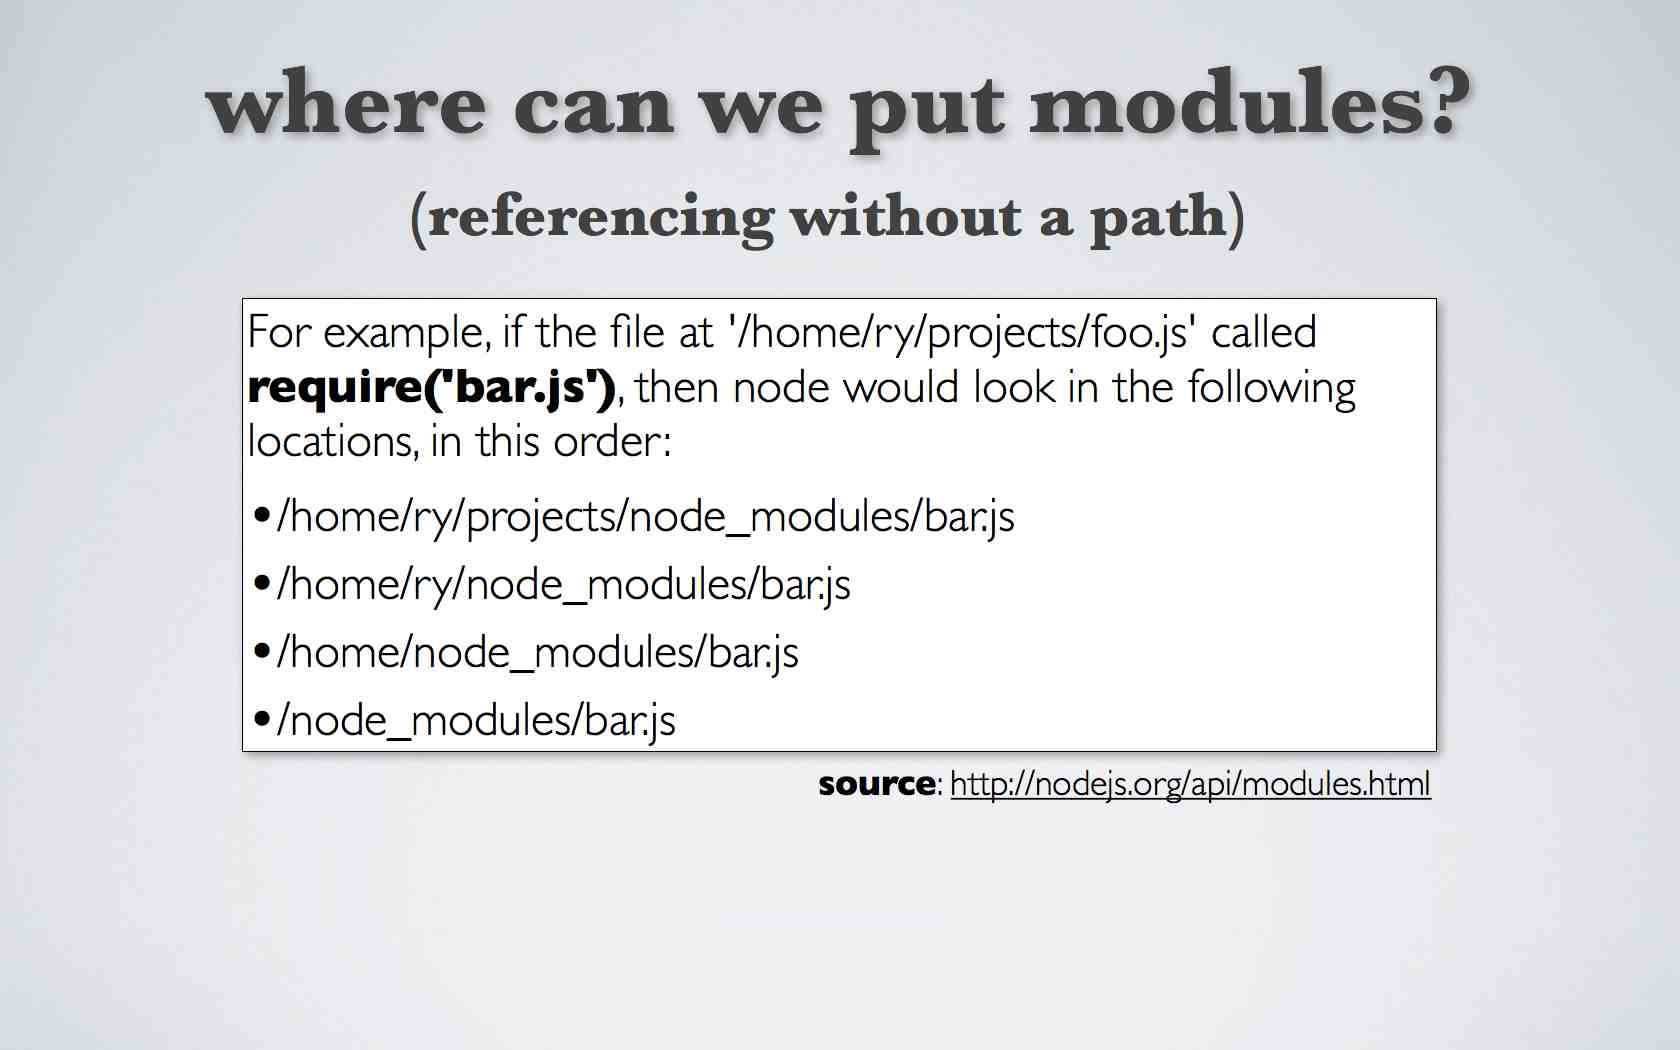 where can we put modules?
(referencing without a path)
For example, if the file at '/home/ry/projects/foo.js' called
require('bar.js'), then node would look in the following
locations, in this order:
•/home/ry/projects/node_modules/bar.js
•/home/ry/node_modules/bar.js
•/home/node_modules/bar.js
•/node_modules/bar.js
source: http://nodejs.org/api/modules.html